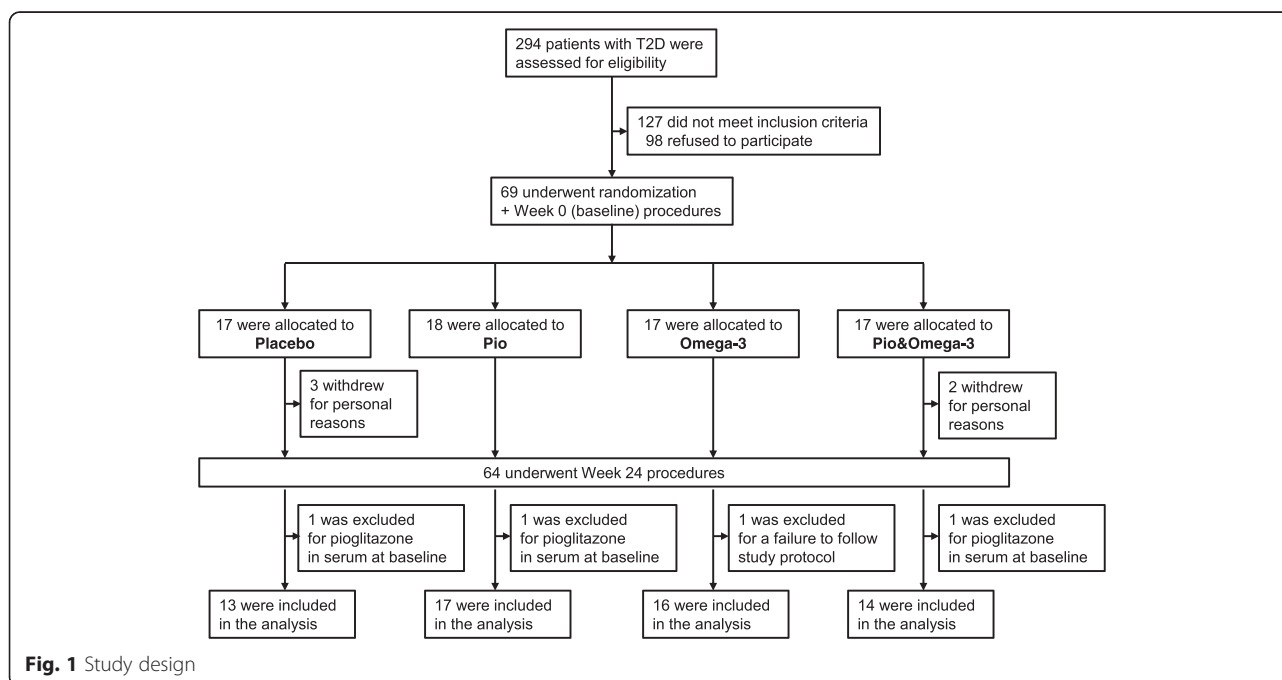 294 patients with T2D were
assessed for eligibility
127 did not meet inclusion criteria
98 refused to participate
69 underwent randomization
+ Week 0 (baseline) procedures
17 were allocated to
Placebo
18 were allocated to
Pio
17 were allocated to
Omega-3
17 were allocated to
Pio&Omega-3
3 withdrew
for personal
reasons
2 withdrew
for personal
reasons
64 underwent Week 24 procedures
1 was excluded
for pioglitazone
in serum at baseline
1 was excluded
for pioglitazone
in serum at baseline
1 was excluded
for a failure to follow
study protocol
1 was excluded
for pioglitazone
in serum at baseline
13 were included
in the analysis
17 were included
in the analysis
16 were included
in the analysis
14 were included
in the analysis
Fig. 1 Study design